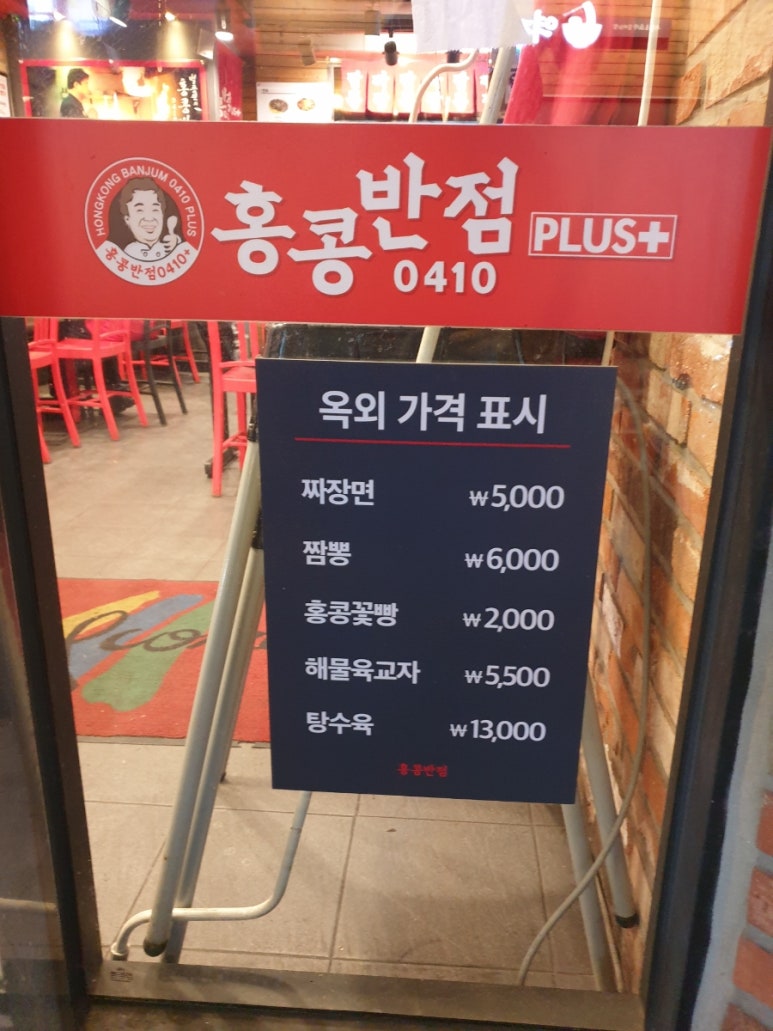 HONGKONG BANJUM 0410 PLUS
홍콩반점0410+
홍콩반점
0410
PLUS+
옥외 가격 표시
짜장면 ₩5,000
짬뽕 ₩6,000
홍콩꽃빵 ₩2,000
해물육교자 ₩5,500
탕수육 ₩13,000
홍콩반점